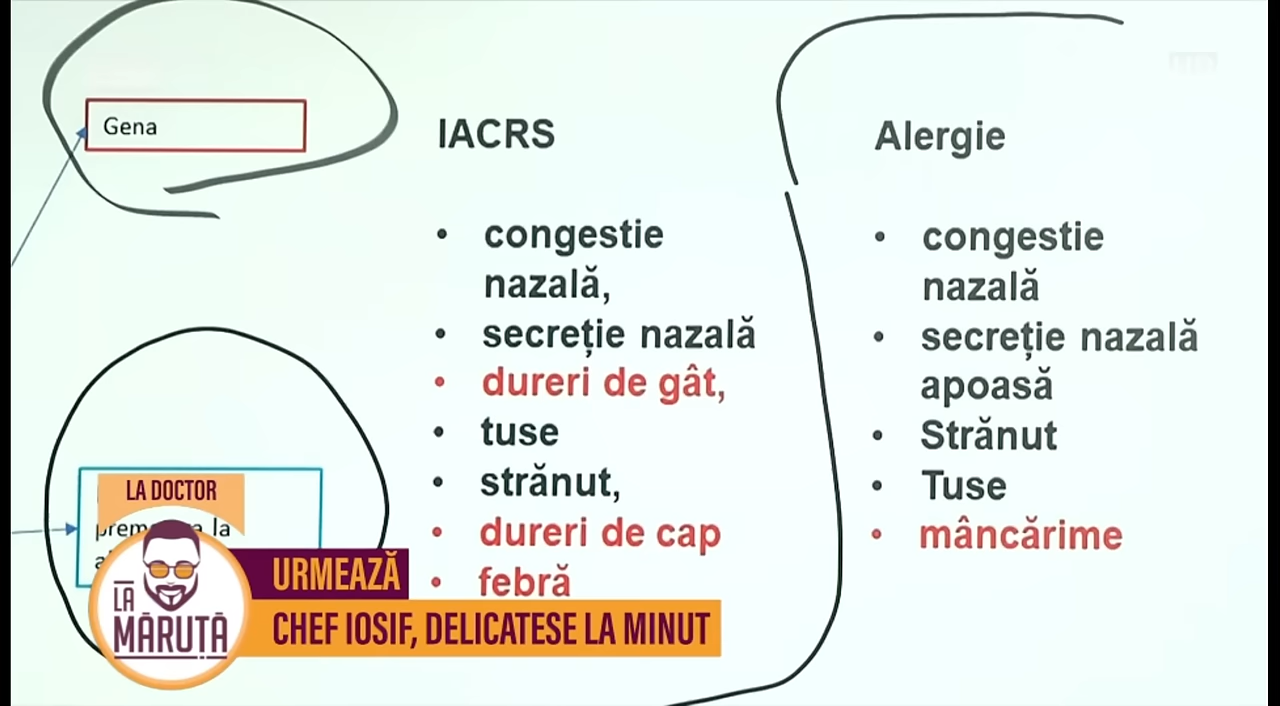 Gena
IACRS
• congestie
nazală,
• secreție nazală
• dureri de gât,
• tuse
• strănut,
• dureri de cap
• febră
Alergie
• congestie
nazală
• secreție nazală
apoasă
• Strănut
• Tuse
• mâncărime
la
LA DOCTOR
LA
MĂRUȚĂ
URMEAZĂ
CHEF IOSIF, DELICATESE LA MINUT